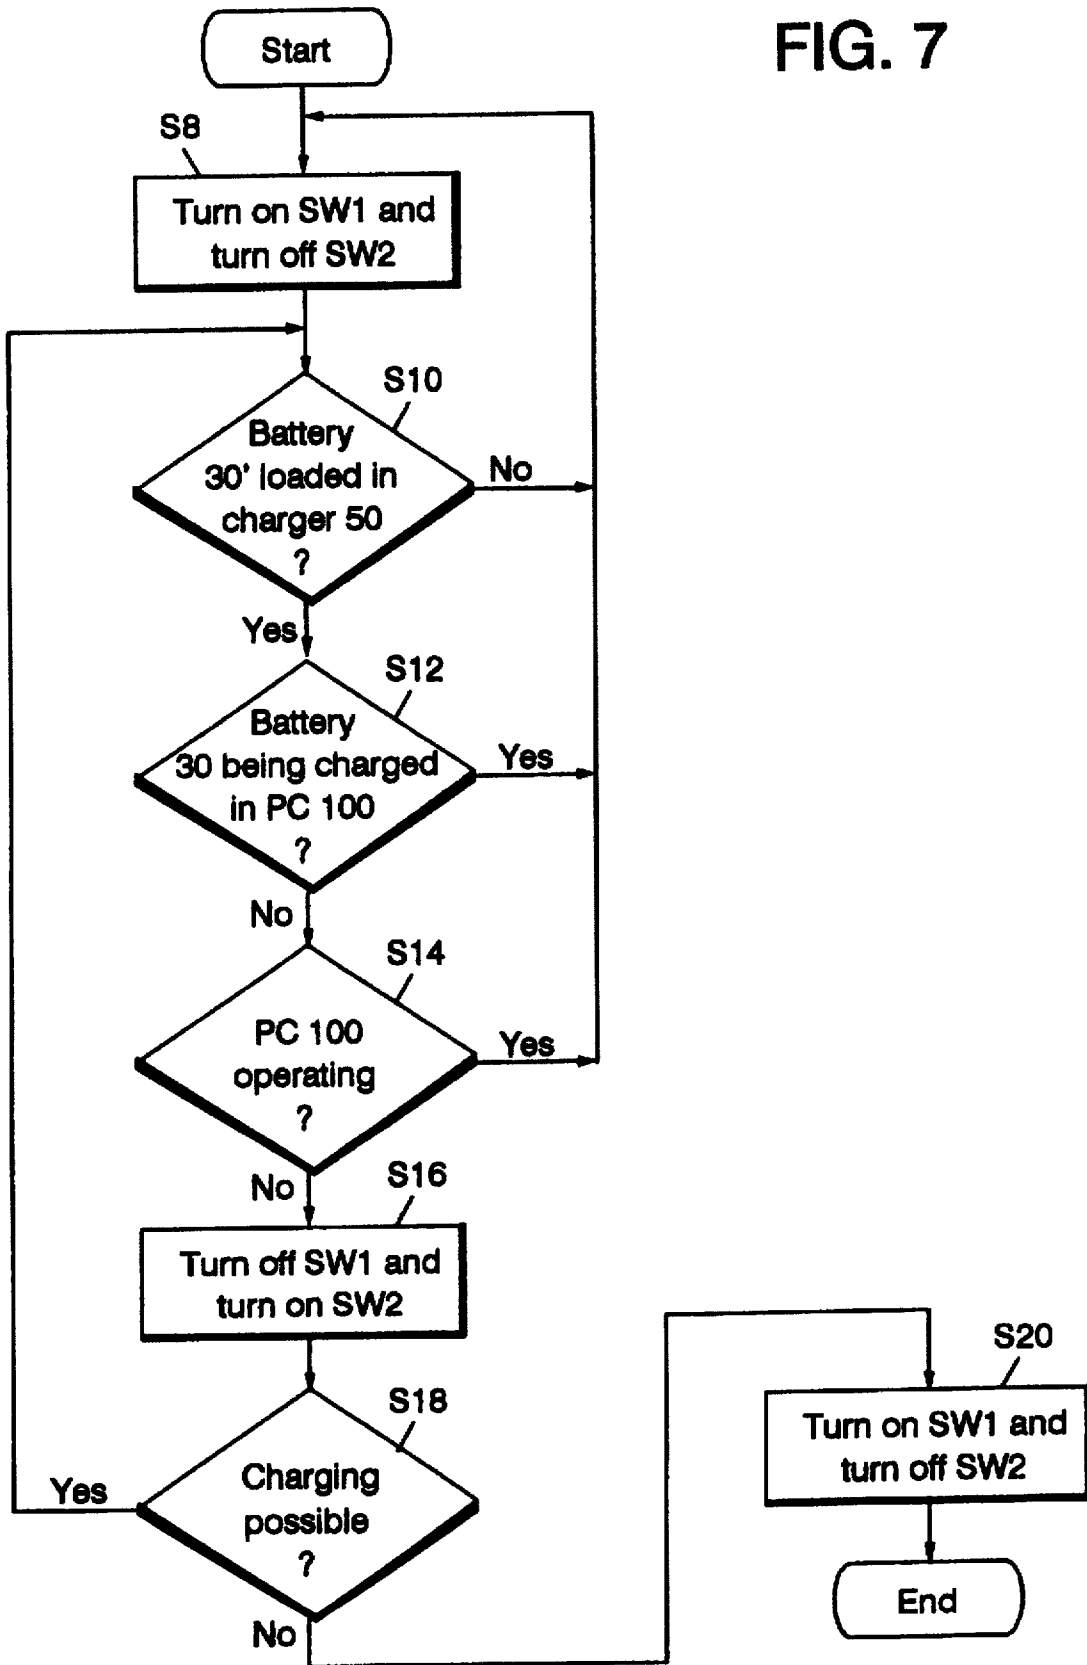 FIG. 7
Start
S8
Turn on SW1 and
turn off SW2
S10
Battery
30' loaded in
charger 50
?
No
Yes
S12
Battery
30 being charged
in PC 100
?
Yes
No
S14
PC 100
operating
?
Yes
No
S16
Turn off SW1 and
turn on SW2
S18
Charging
possible
?
Yes
No
S20
Turn on SW1 and
turn off SW2
End